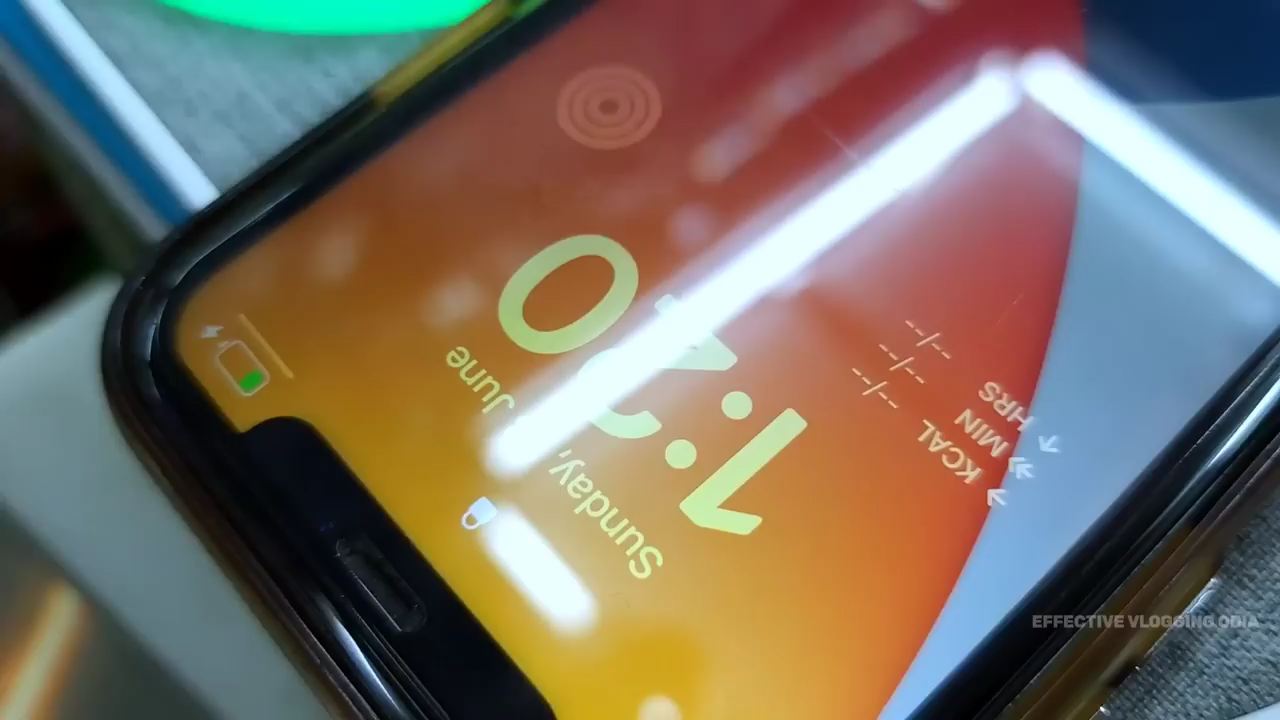 Sunday, June
1:20
KCAL --/--
MIN --/--
HRS --/--
EFFECTIVE VLOGGING ODIA